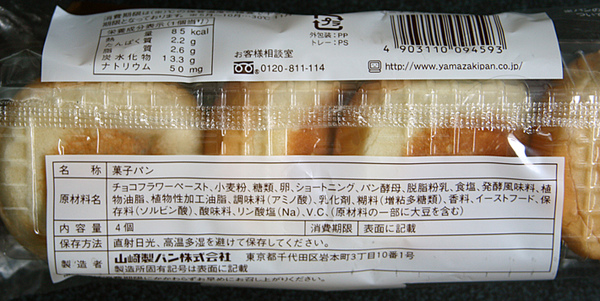 栄養成分表示(1個当り)
熱量 85 kcal
たんぱく質 2.2 g
脂質 2.6 g
炭水化物 13.3 g
ナトリウム 50 mg
プラ
外包装:PP
トレー:PS
お客様相談室
0120-811-114
4903110094593
http://www.yamazakipan.co.jp/
名称 菓子パン
原材料名 チョコフラワーペースト、小麦粉、糖類、卵、ショートニング、パン酵母、脱脂粉乳、食塩、発酵風味料、植
物油脂、植物性加工油脂、調味料(アミノ酸)、乳化剤、糊料(増粘多糖類)、香料、イーストフード、保
存料(ソルビン酸)、酸味料、リン酸塩(Na)、V.C、(原材料の一部に大豆を含む)
内容量 4個 消費期限 表面に記載
保存方法 直射日光、高温多湿を避けて保存してください。
製造者 山崎製パン株式会社 東京都千代田区岩本町3丁目10番1号
製造所固有記号は表面に記載